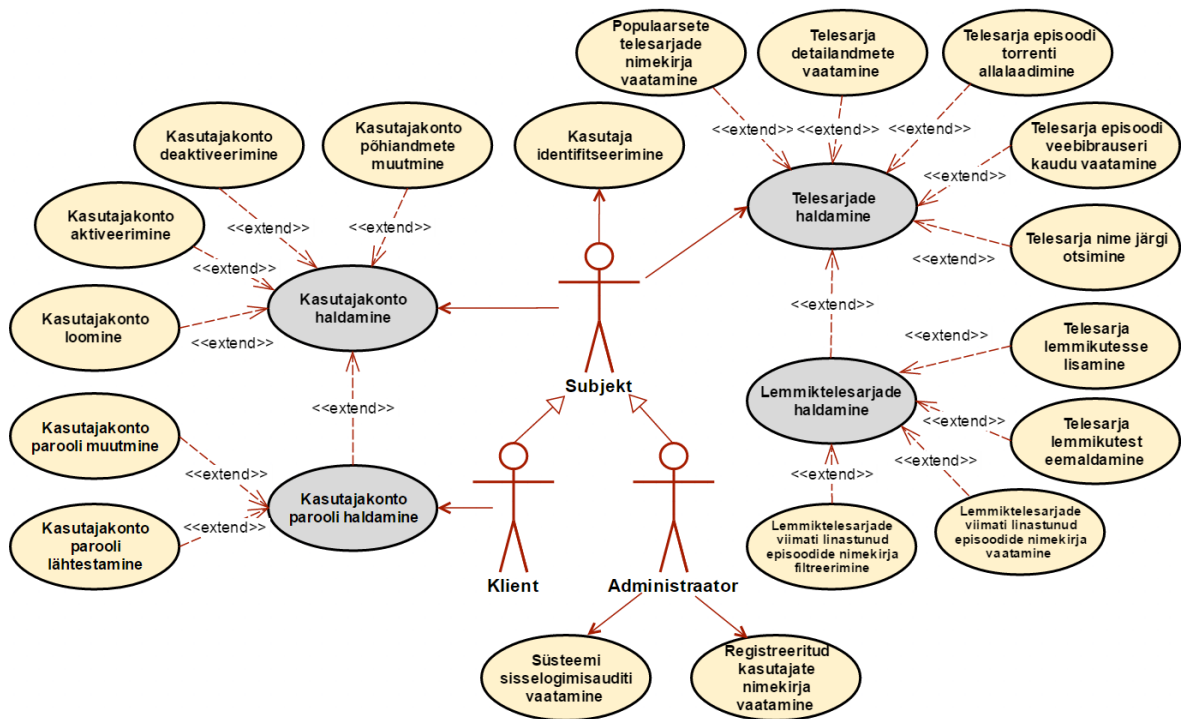 Populaarsete
telesarjade
nimekirja
vaatamine
Telesarja
detailandmete
vaatamine
Telesarja episoodi
torrenti
allalaadimine
Kasutajakonto
deaktiveerimine
Kasutajakonto
põhiandmete
muutmine
Kasutaja
identifitseerimine
<<extend>>
<<extend>>
<<extend>>
Telesarja episoodi
veebibrauseri
kaudu vaatamine
<<extend>>
Kasutajakonto
aktiveerimine
<<extend>>
<<extend>>
<<extend>>
Telesarjade
haldamine
Telesarja nime järgi
otsimine
<<extend>>
Kasutajakonto
haldamine
<<extend>>
Kasutajakonto
loomine
<<extend>>
Telesarja
lemmikutesse
lisamine
<<extend>>
Subjekt
Lemmiktelesarjade
haldamine
<<extend>>
Kasutajakonto
parooli muutmine
<<extend>>
<<extend>>
Telesarja
lemmikutest
eemaldamine
<<extend>>
<<extend>>
<<extend>>
Kasutajakonto
parooli haldamine
<<extend>>
Kasutajakonto
parooli
lähtestamine
Lemmiktelesarjade
viimati linastunud
episoodide nimekirja
filtreerimine
Lemmiktelesarjade
viimati linastunud
episoodide nimekirja
vaatamine
Klient
Administraator
Süsteemi
sisselogimisauditi
vaatamine
Registreeritud
kasutajate
nimekirja
vaatamine